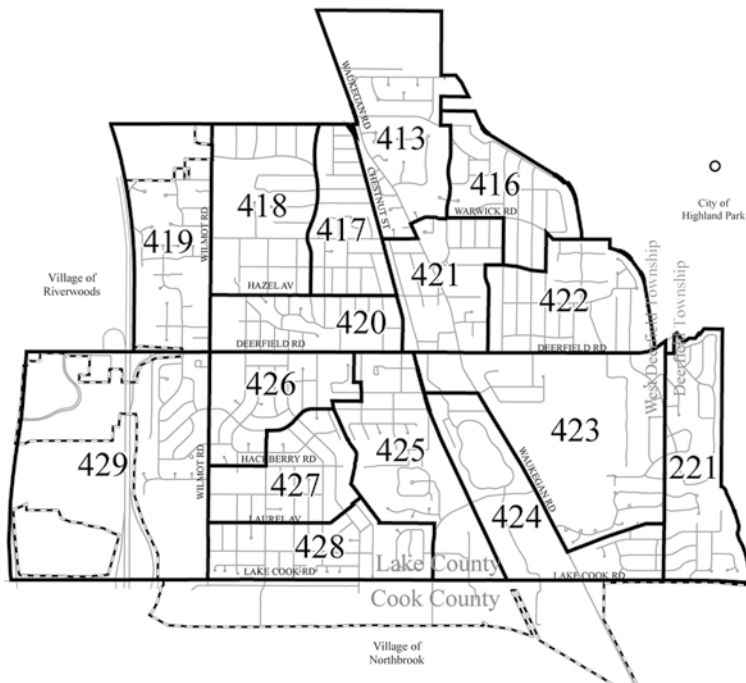 WAUKEGAN RD
413
416
City of
Highland Park
CHESTNUT ST
418
417
WARWICK RD
419
WILMOT RD
421
Village of
Riverwoods
HAZEL AV
422
West Deerfield Township
Deerfield Township
420
DEERFIELD RD
DEERFIELD RD
426
423
425
429
WILMOT RD
HACKBERRY RD
427
WAUKEGAN RD
221
424
LAUREL AV
428
Lake County
LAKE COOK RD
LAKE COOK RD
Cook County
Village of
Northbrook